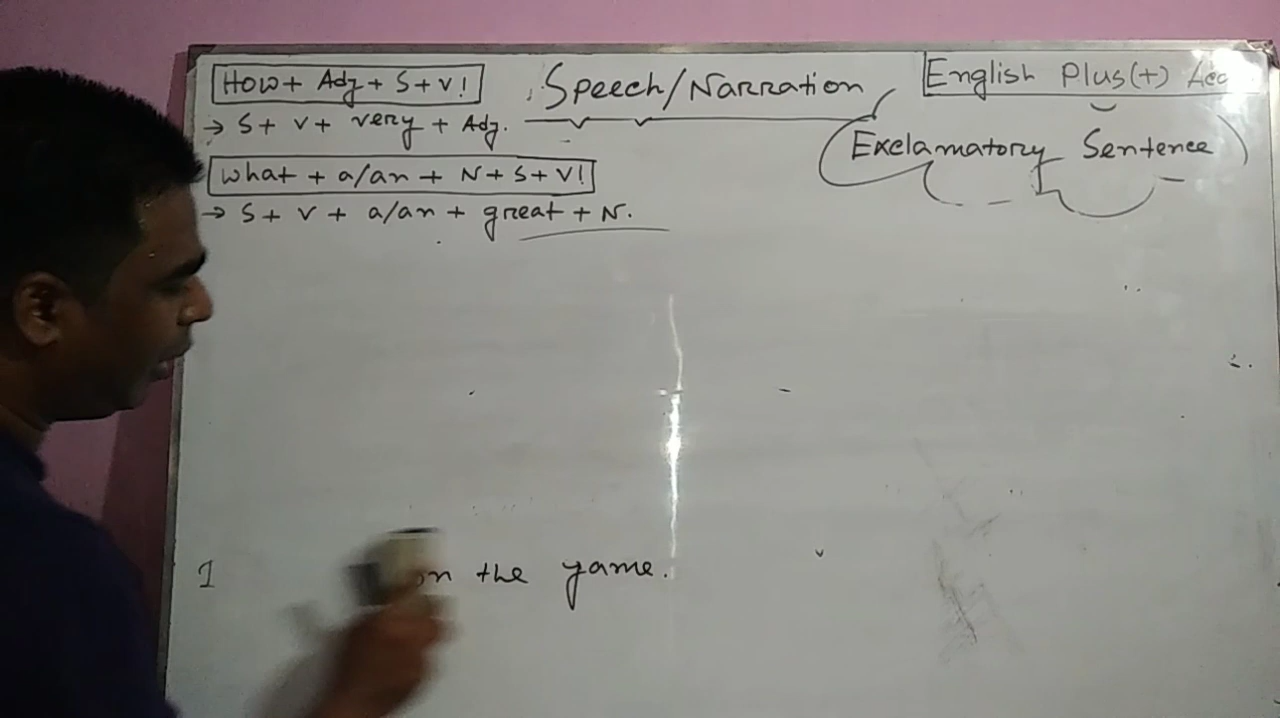 How + Adj + S + V!
→ S + V + very + Adj.
What + a/an + N + S + V!
→ S + V + a/an + great + N.
Speech/Narration
English Plus(+)
Exclamatory Sentence
I on the game.